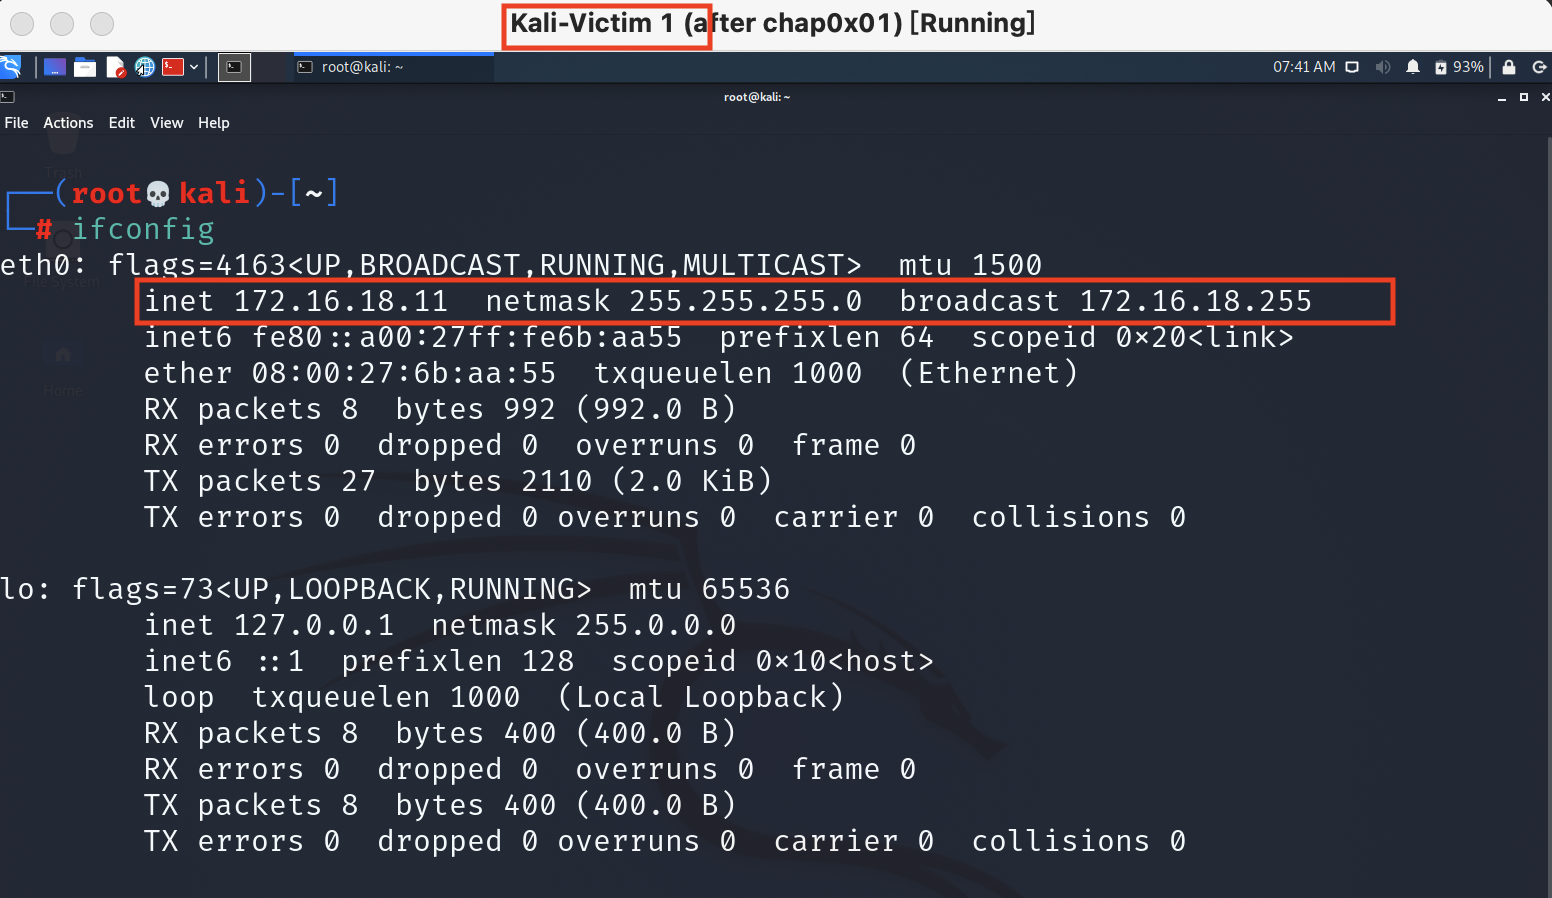 Kali-Victim 1 (after chap0x01) [Running]
root@kali: ~
07:41 AM
93%
root@kali: ~
File Actions Edit View Help
Trash
(root💀kali)-[~]
# ifconfig
eth0: flags=4163<UP,BROADCAST,RUNNING,MULTICAST>  mtu 1500
File System
inet 172.16.18.11  netmask 255.255.255.0  broadcast 172.16.18.255
inet6 fe80::a00:27ff:fe6b:aa55  prefixlen 64  scopeid 0×20<link>
ether 08:00:27:6b:aa:55  txqueuelen 1000  (Ethernet)
Home
RX packets 8  bytes 992 (992.0 B)
RX errors 0  dropped 0  overruns 0  frame 0
TX packets 27  bytes 2110 (2.0 KiB)
TX errors 0  dropped 0 overruns 0  carrier 0  collisions 0
lo: flags=73<UP,LOOPBACK,RUNNING>  mtu 65536
inet 127.0.0.1  netmask 255.0.0.0
inet6 ::1  prefixlen 128  scopeid 0×10<host>
loop  txqueuelen 1000  (Local Loopback)
RX packets 8  bytes 400 (400.0 B)
RX errors 0  dropped 0  overruns 0  frame 0
TX packets 8  bytes 400 (400.0 B)
TX errors 0  dropped 0 overruns 0  carrier 0  collisions 0